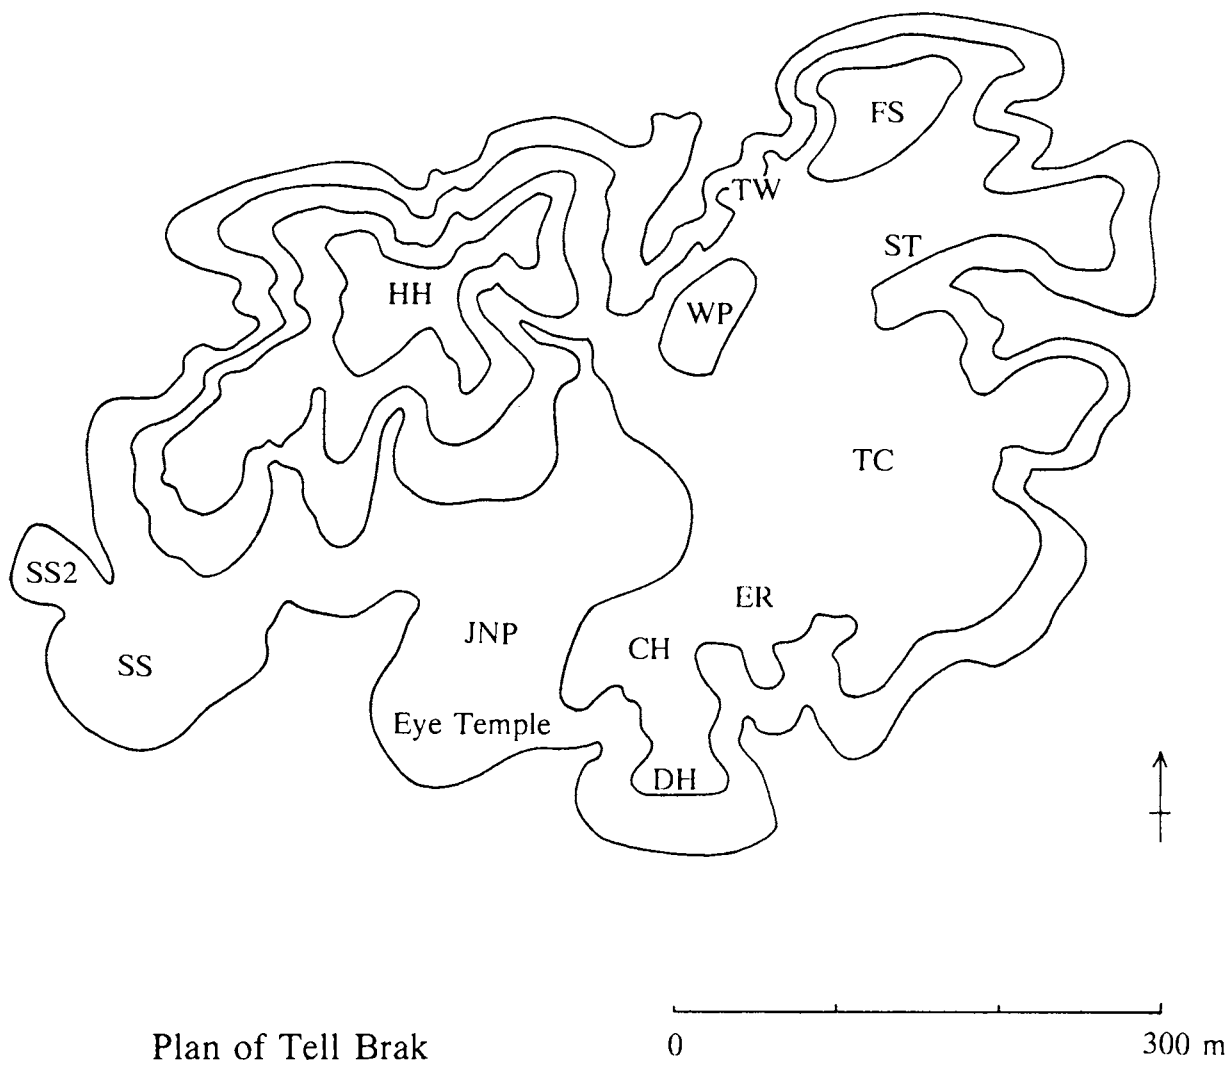 FS
TW
ST
HH
WP
TC
SS2
ER
JNP
CH
SS
Eye Temple
DH
Plan of Tell Brak
0
300 m